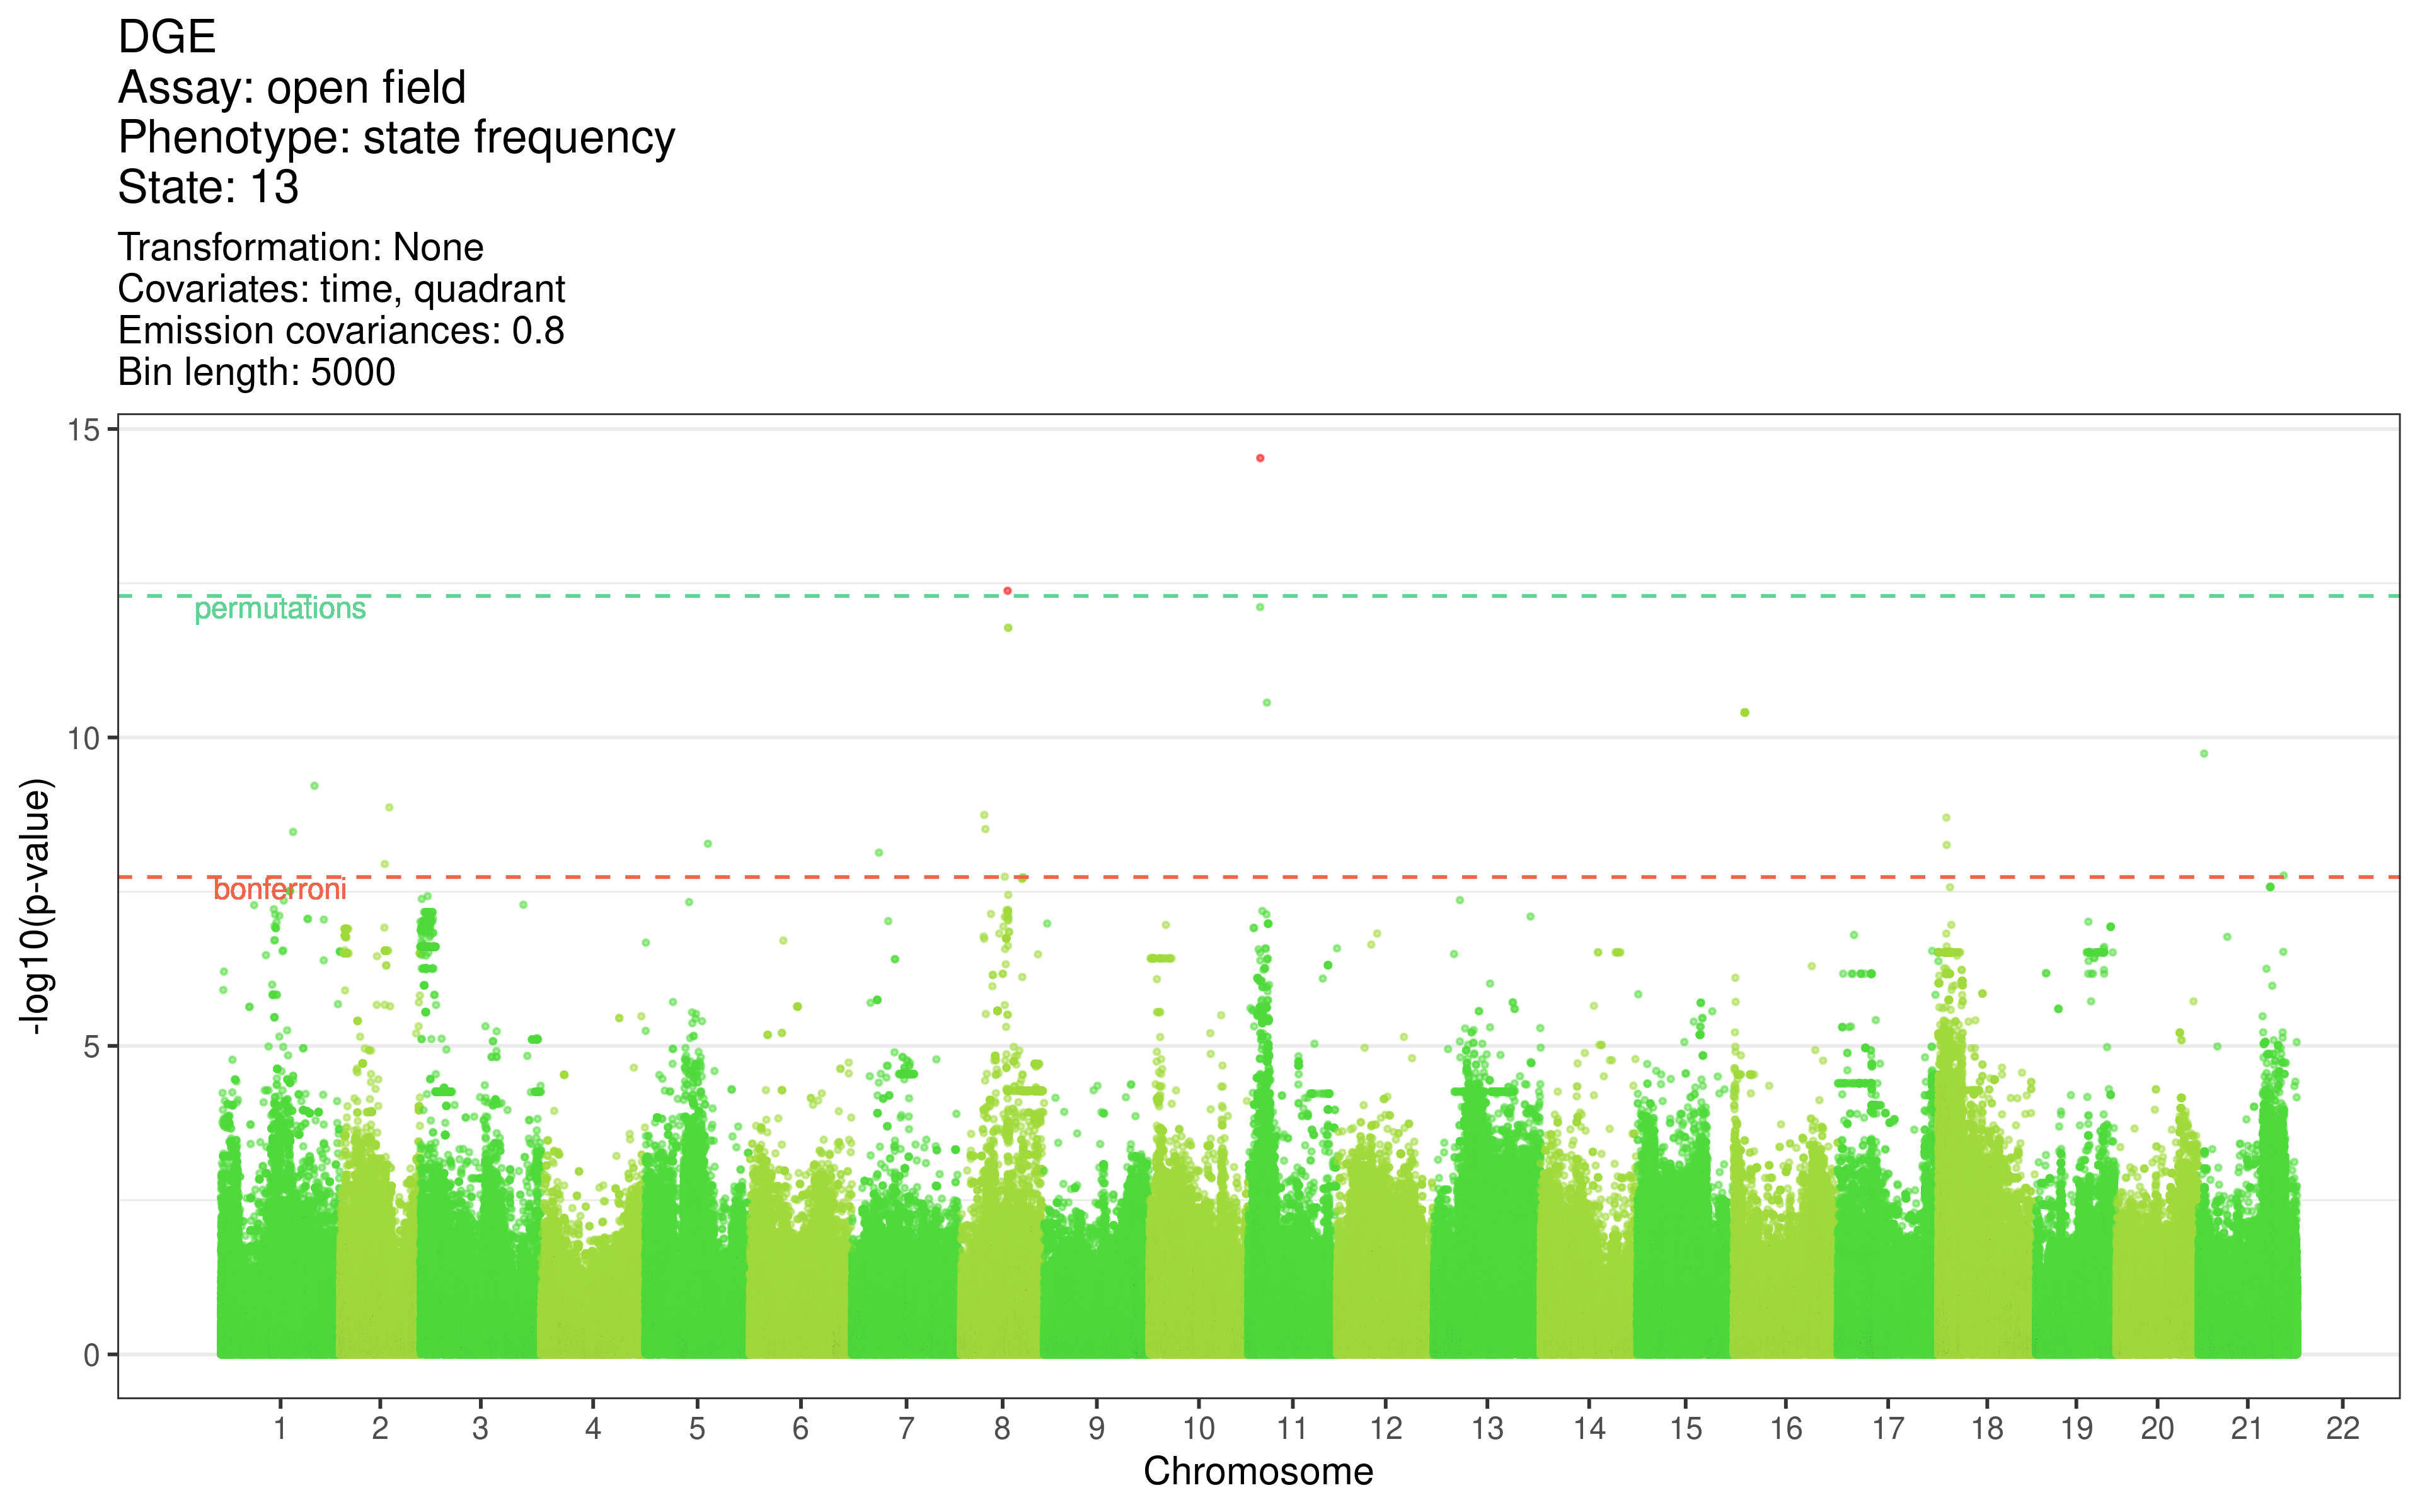 DGE
Assay: open field
Phenotype: state frequency
State: 13
Transformation: None
Covariates: time, quadrant
Emission covariances: 0.8
Bin length: 5000
15
permutations
10
bonferroni
5
0
-log10(p-value)
1 2 3 4 5 6 7 8 9 10 11 12 13 14 15 16 17 18 19 20 21 22
Chromosome